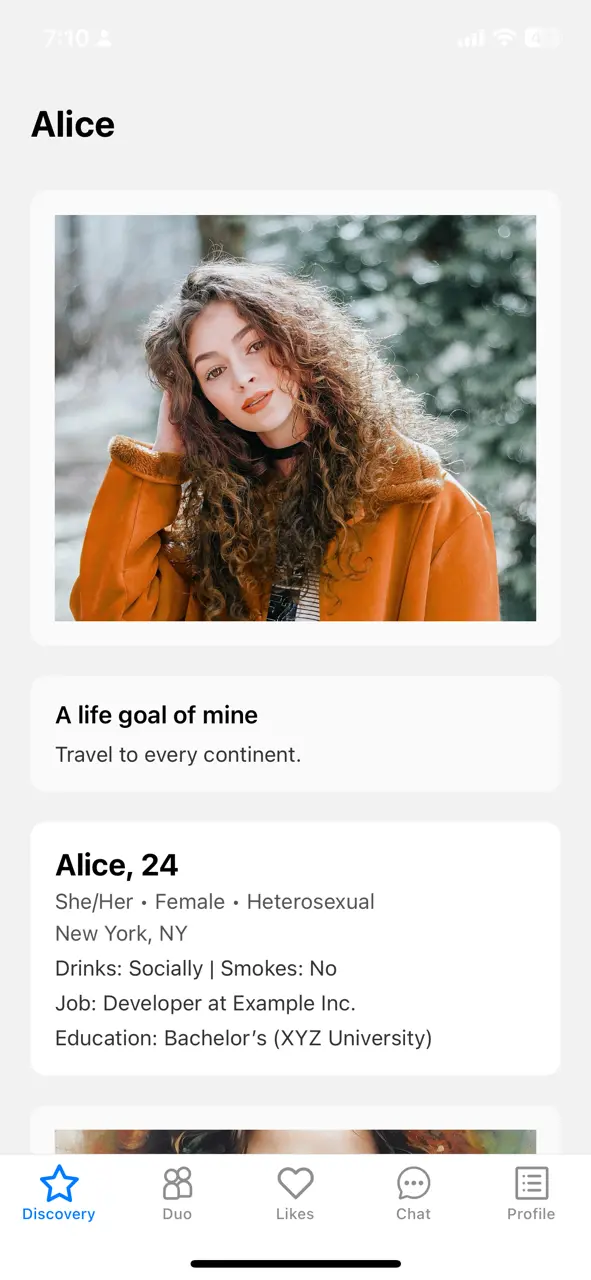 7:10
Alice
A life goal of mine
Travel to every continent.
Alice, 24
She/Her • Female • Heterosexual
New York, NY
Drinks: Socially | Smokes: No
Job: Developer at Example Inc.
Education: Bachelor’s (XYZ University)
Discovery
Duo
Likes
Chat
Profile